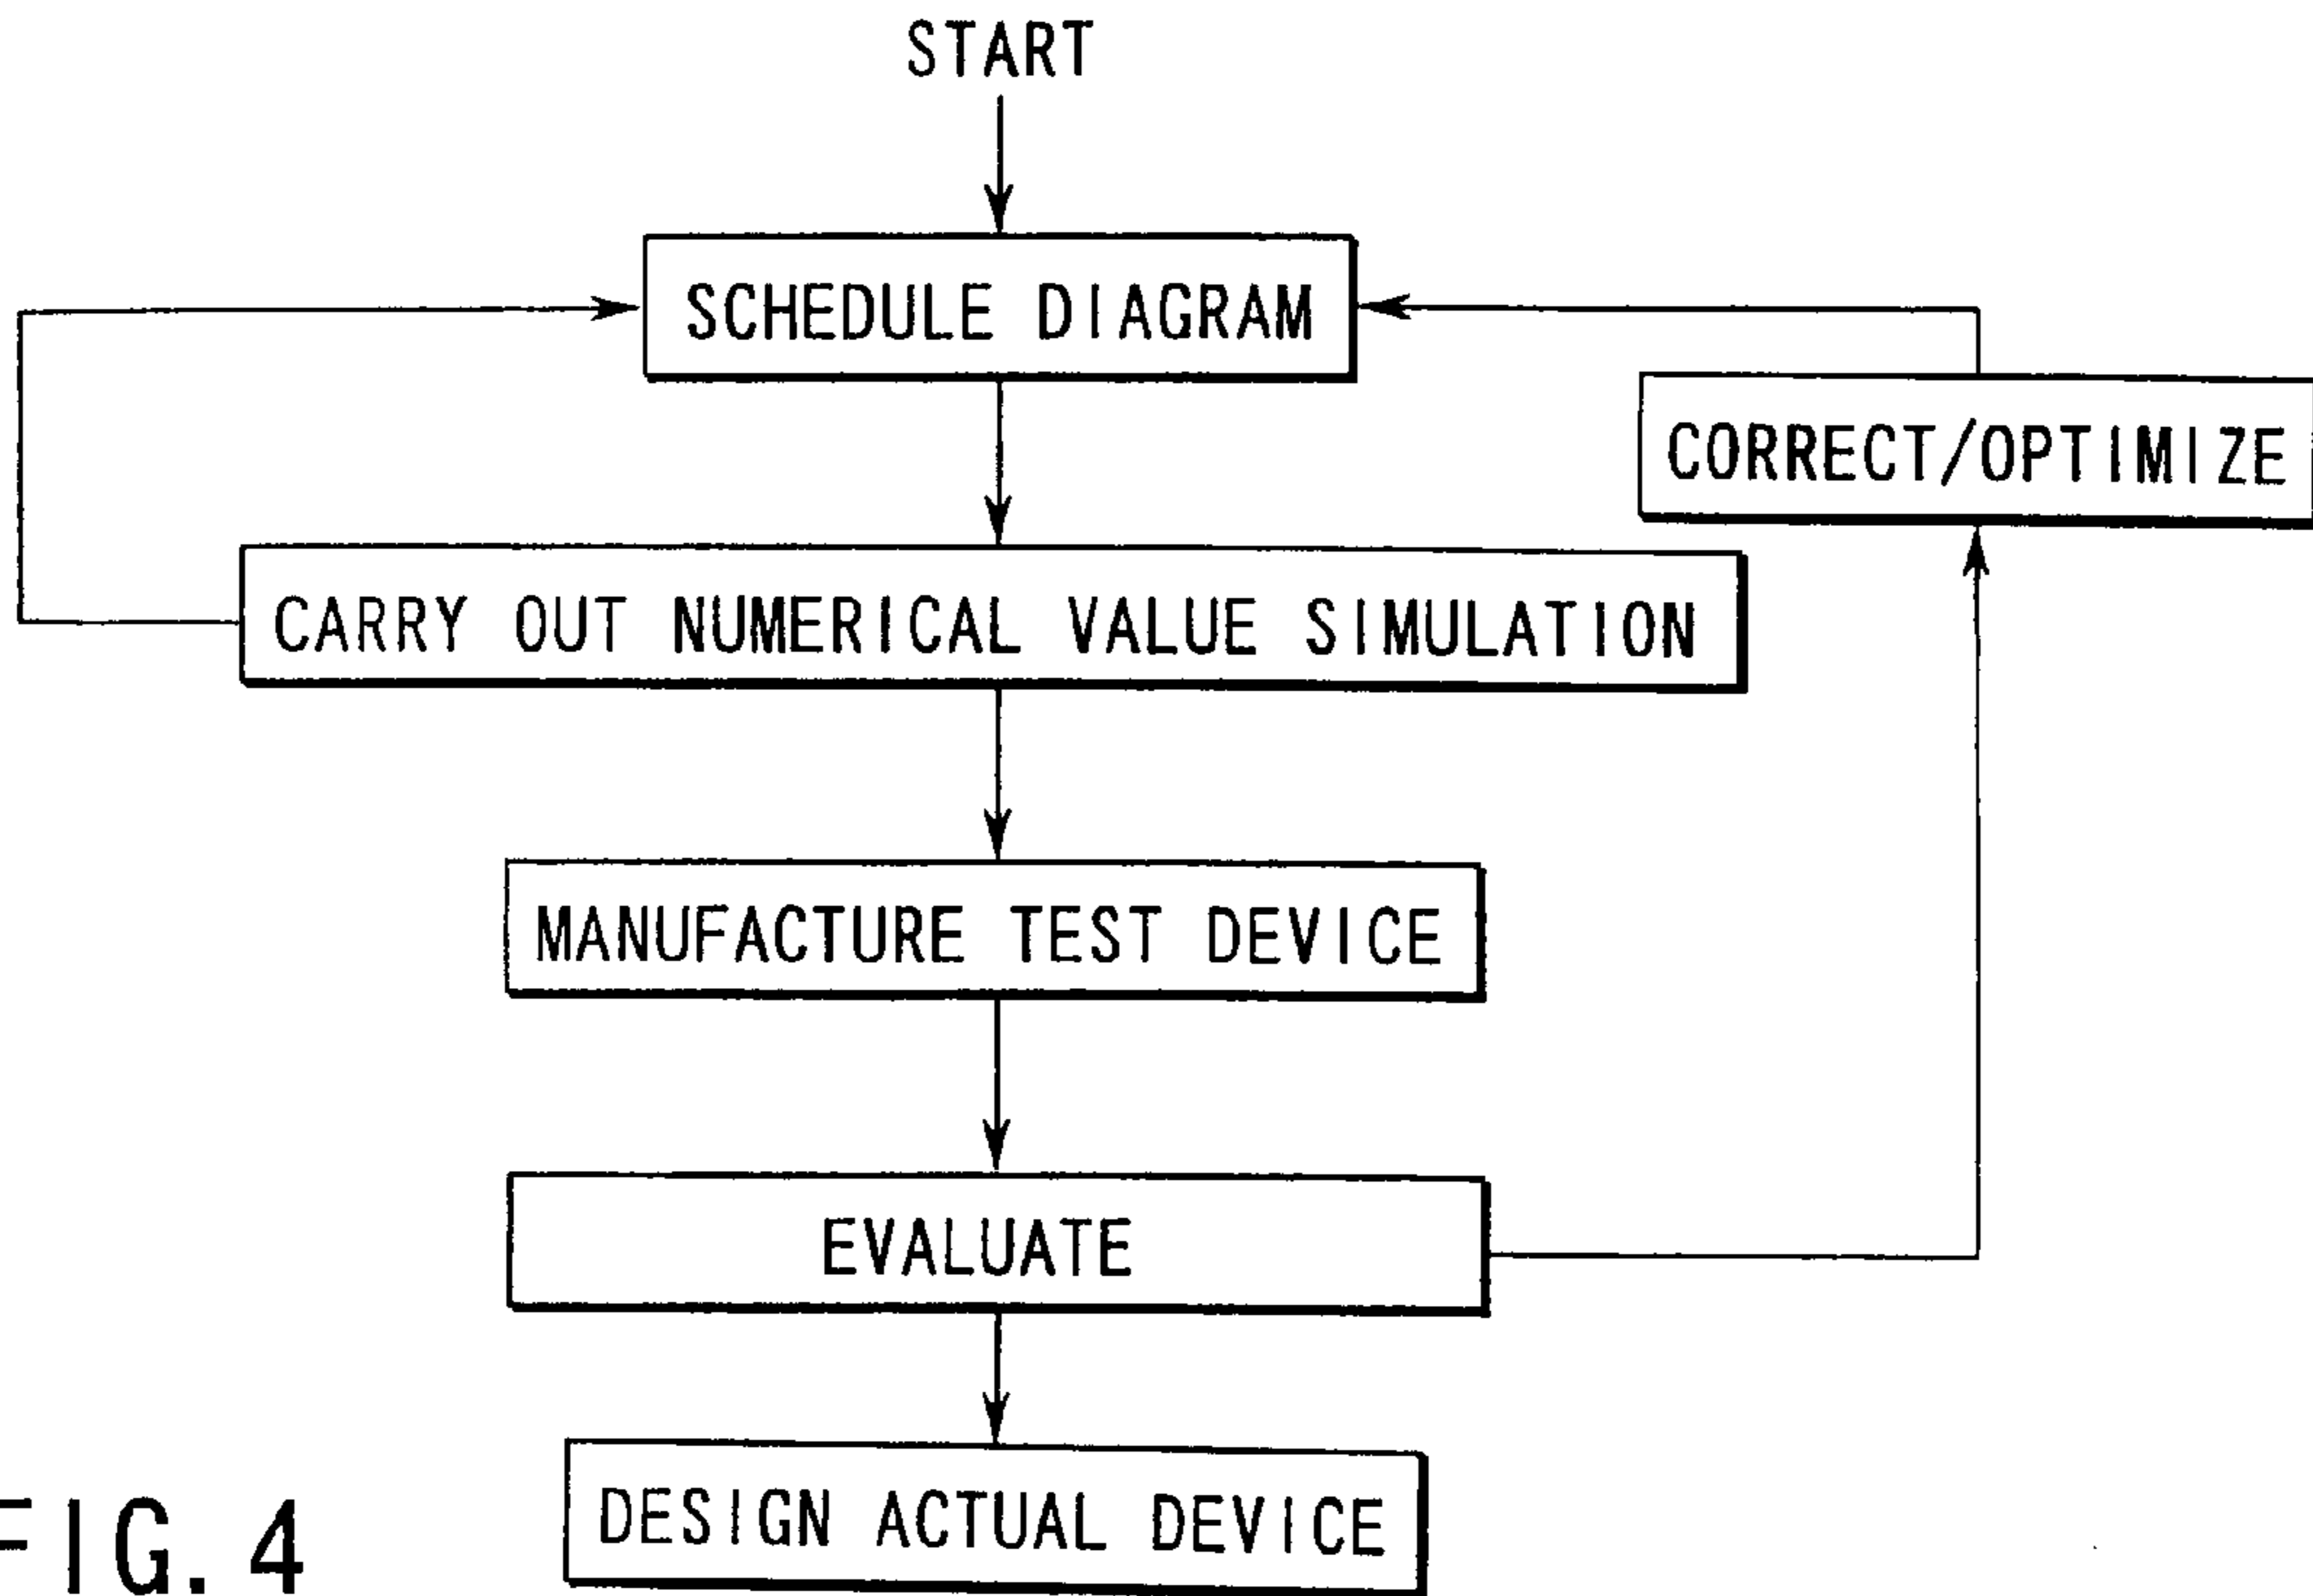 START
SCHEDULE DIAGRAM
CORRECT/OPTIMIZE
CARRY OUT NUMERICAL VALUE SIMULATION
MANUFACTURE TEST DEVICE
EVALUATE
DESIGN ACTUAL DEVICE
FIG. 4